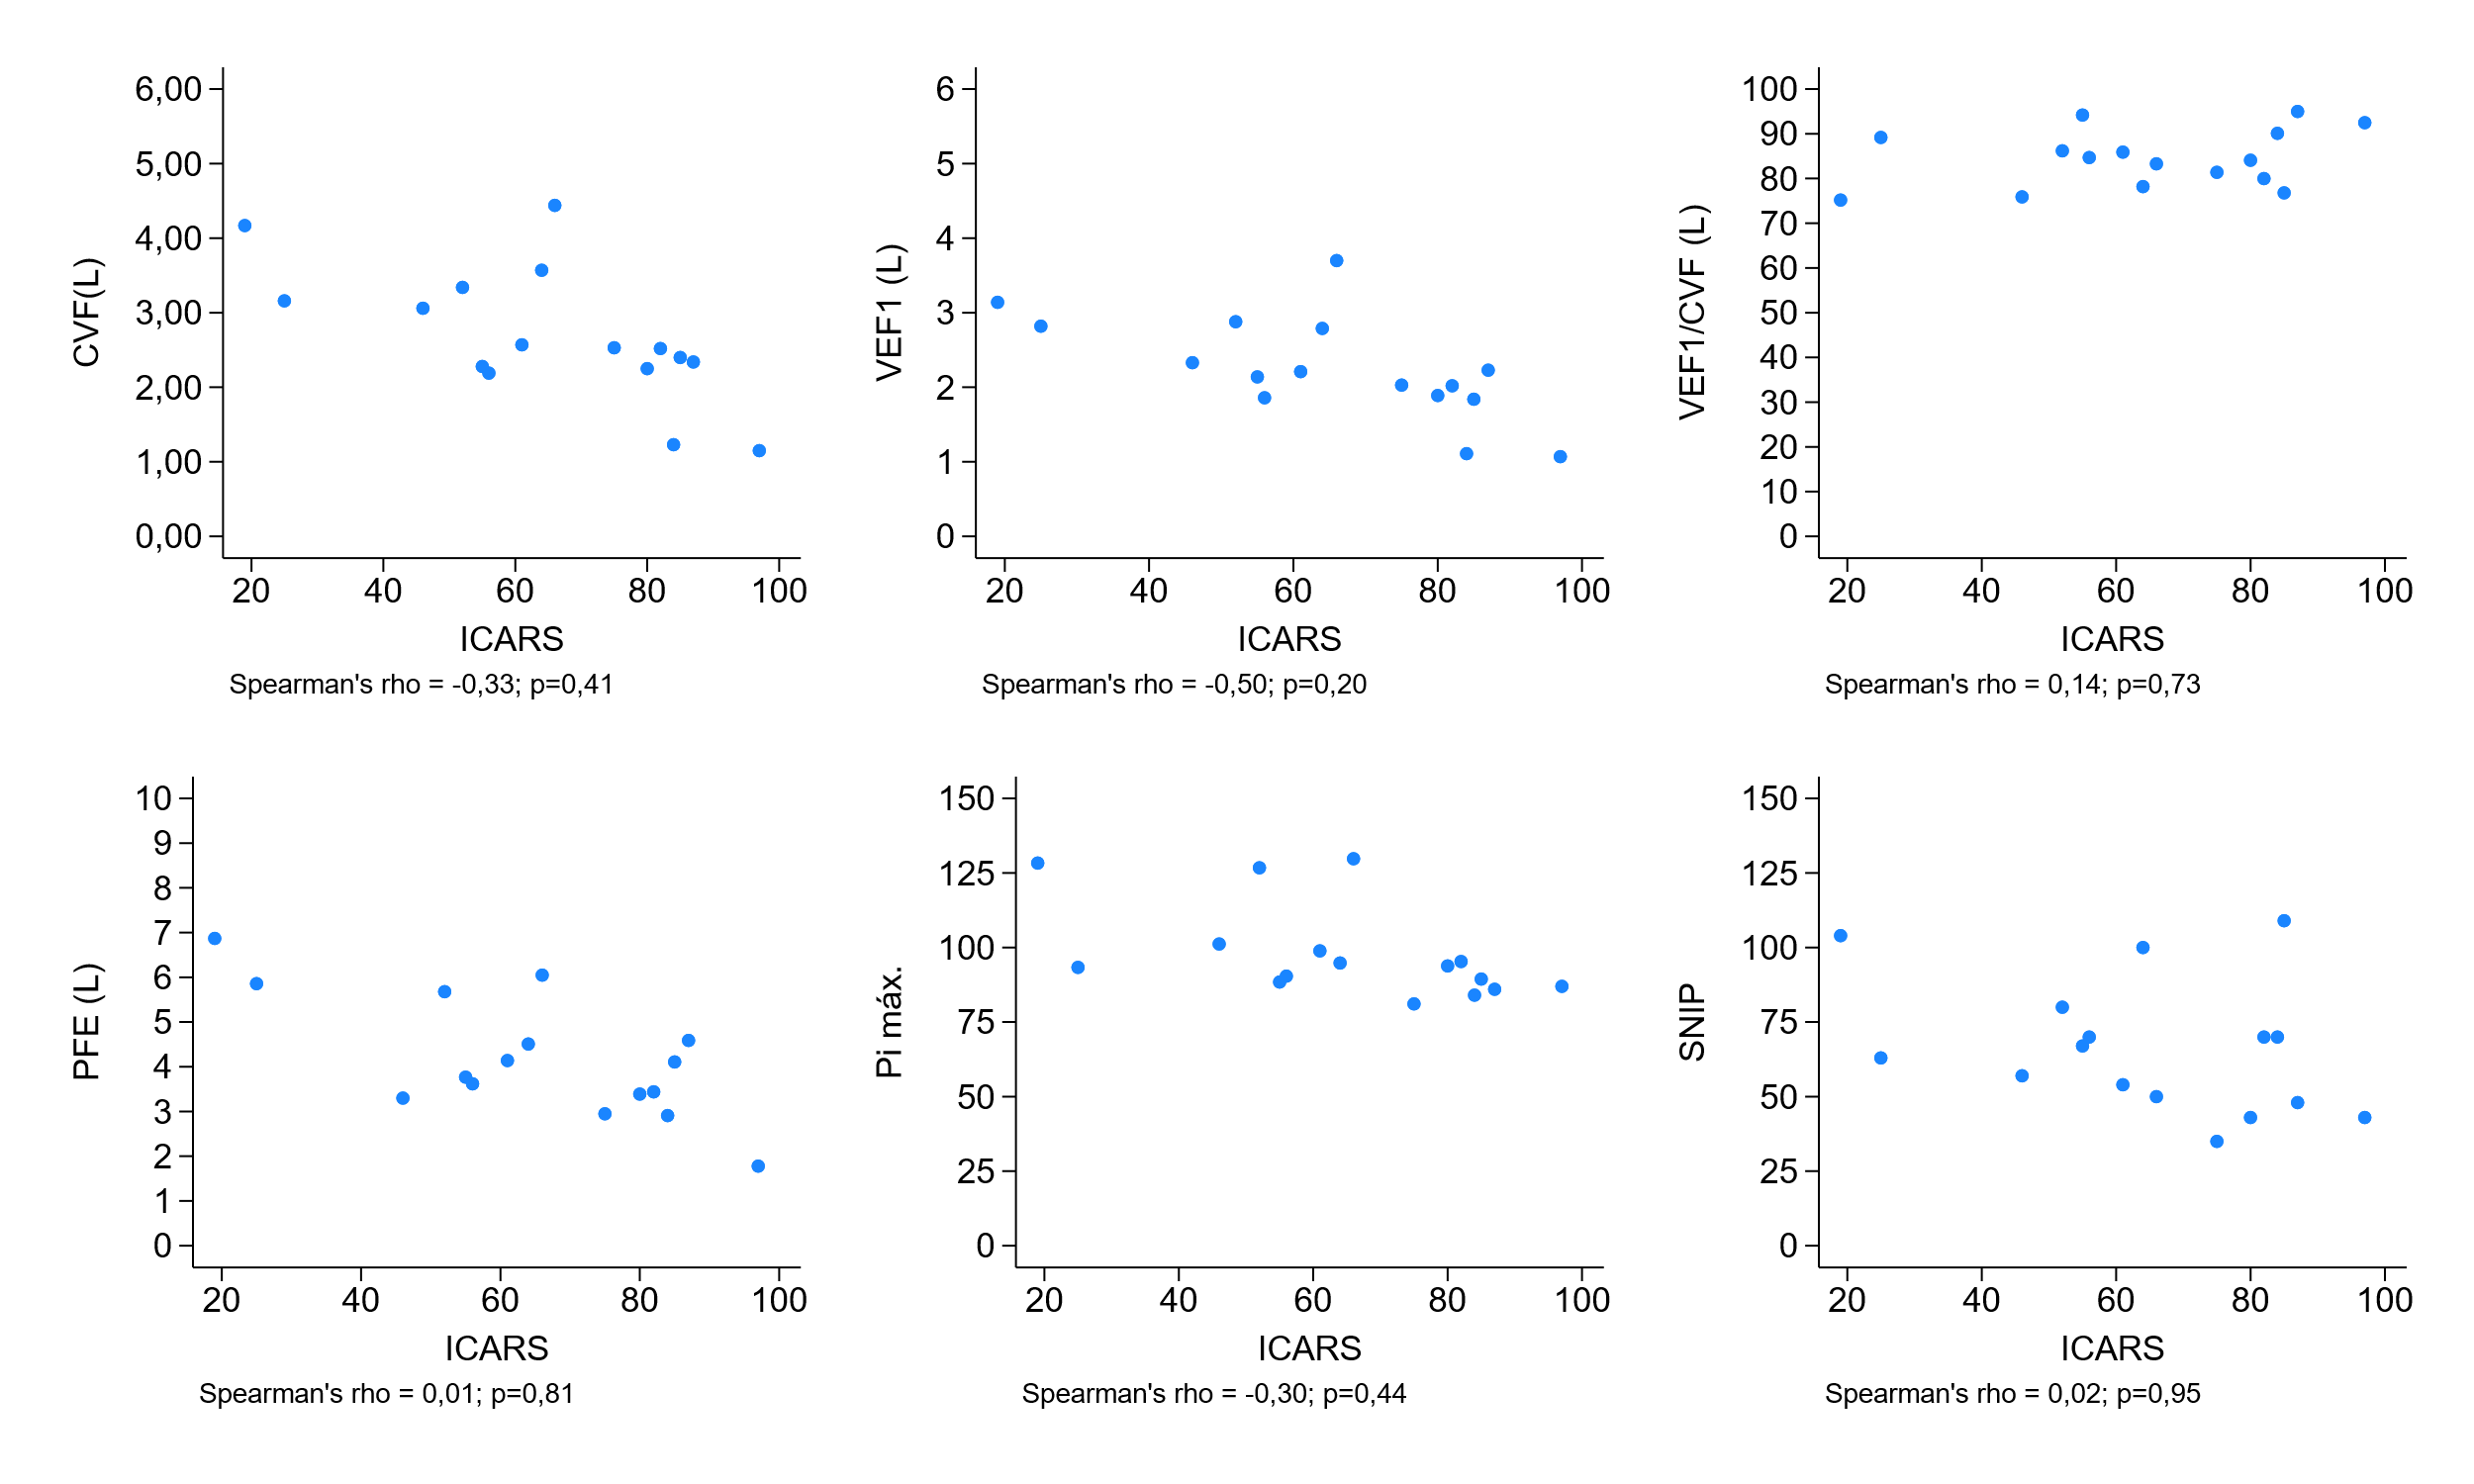 CVF(L)
6,00
5,00
4,00
3,00
2,00
1,00
0,00
20 40 60 80 100
ICARS
Spearman's rho = -0,33; p=0,41
VEF1 (L)
6
5
4
3
2
1
0
20 40 60 80 100
ICARS
Spearman's rho = -0,50; p=0,20
VEF1/CVF (L)
100
90
80
70
60
50
40
30
20
10
0
20 40 60 80 100
ICARS
Spearman's rho = 0,14; p=0,73
PFE (L)
10
9
8
7
6
5
4
3
2
1
0
20 40 60 80 100
ICARS
Spearman's rho = 0,01; p=0,81
Pi máx.
150
125
100
75
50
25
0
20 40 60 80 100
ICARS
Spearman's rho = -0,30; p=0,44
SNIP
150
125
100
75
50
25
0
20 40 60 80 100
ICARS
Spearman's rho = 0,02; p=0,95